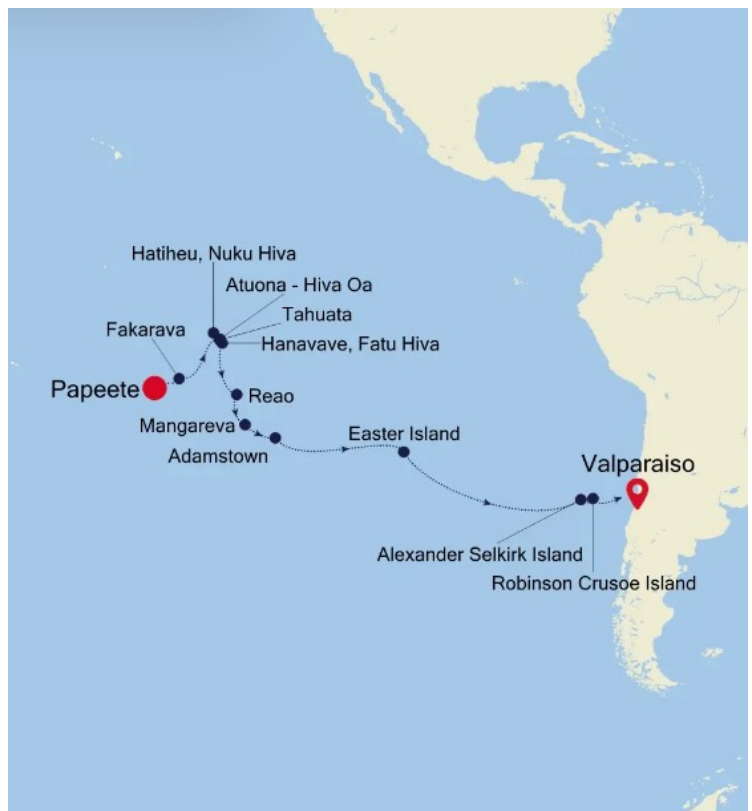 Hatiheu, Nuku Hiva
Atuona - Hiva Oa
Tahuata
Fakarava
Hanavave, Fatu Hiva
Papeete
Reao
Mangareva
Adamstown
Easter Island
Valparaiso
Alexander Selkirk Island
Robinson Crusoe Island